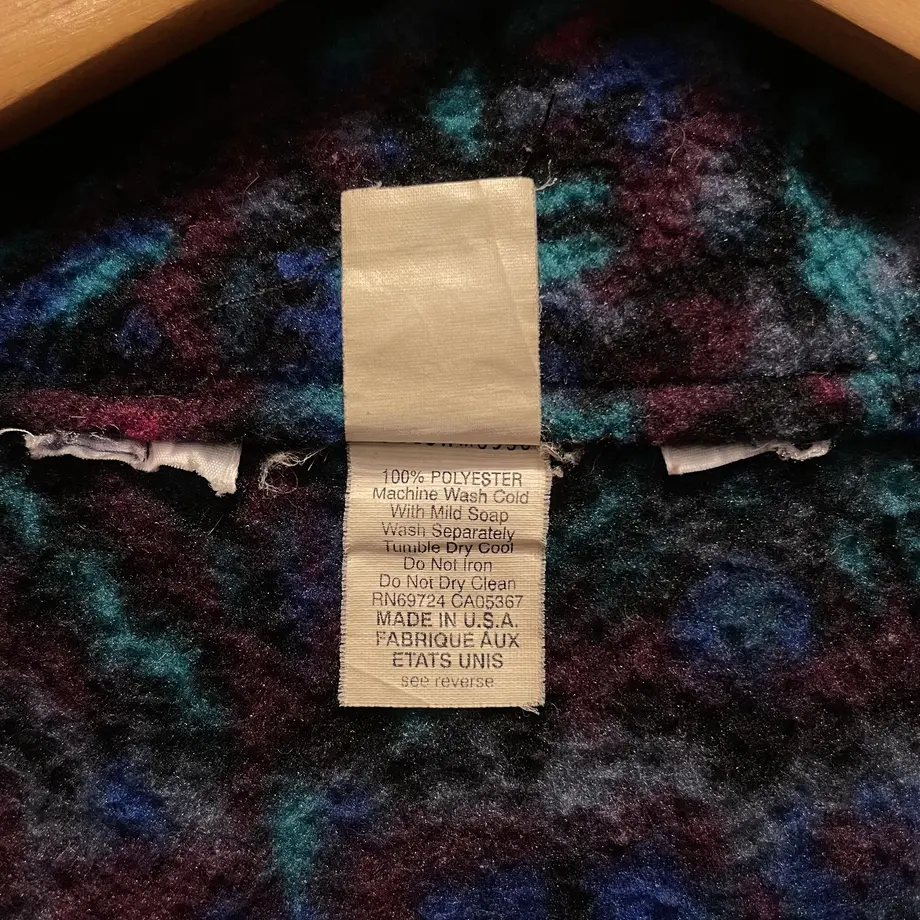 100% POLYESTER
Machine Wash Cold
With Mild Soap
Wash Separately
Tumble Dry Cool
Do Not Iron
Do Not Dry Clean
RN69724 CA05367
MADE IN U.S.A.
FABRIQUE AUX
ETATS UNIS
see reverse